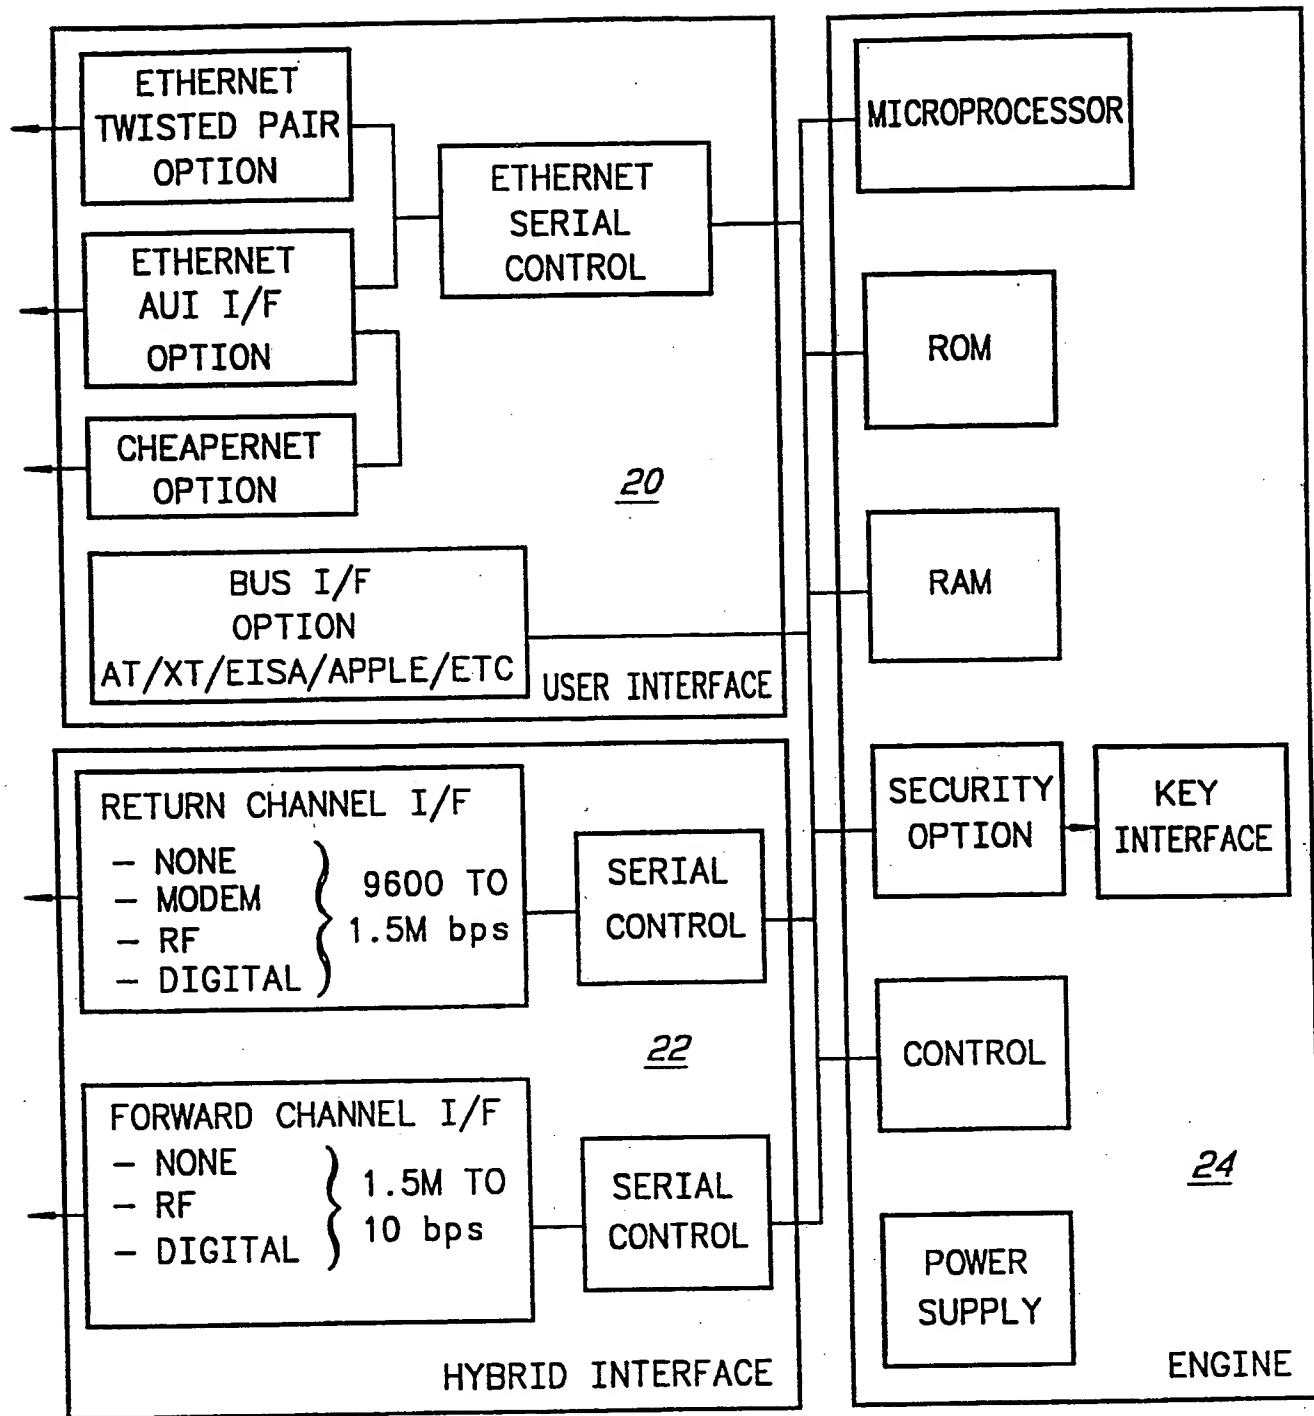 ETHERNET
TWISTED PAIR
OPTION
ETHERNET
AUI I/F
OPTION
CHEAPERNET
OPTION
ETHERNET
SERIAL
CONTROL
20
BUS I/F
OPTION
AT/XT/EISA/APPLE/ETC
USER INTERFACE
RETURN CHANNEL I/F
– NONE
– MODEM
– RF
– DIGITAL
9600 TO
1.5M bps
SERIAL
CONTROL
22
FORWARD CHANNEL I/F
– NONE
– RF
– DIGITAL
1.5M TO
10 bps
SERIAL
CONTROL
HYBRID INTERFACE
MICROPROCESSOR
ROM
RAM
SECURITY
OPTION
KEY
INTERFACE
CONTROL
24
POWER
SUPPLY
ENGINE